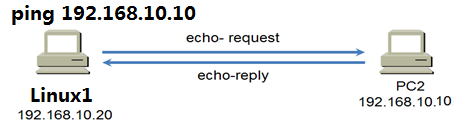 ping 192.168.10.10
echo- request
echo-reply
Linux1
192.168.10.20
PC2
192.168.10.10